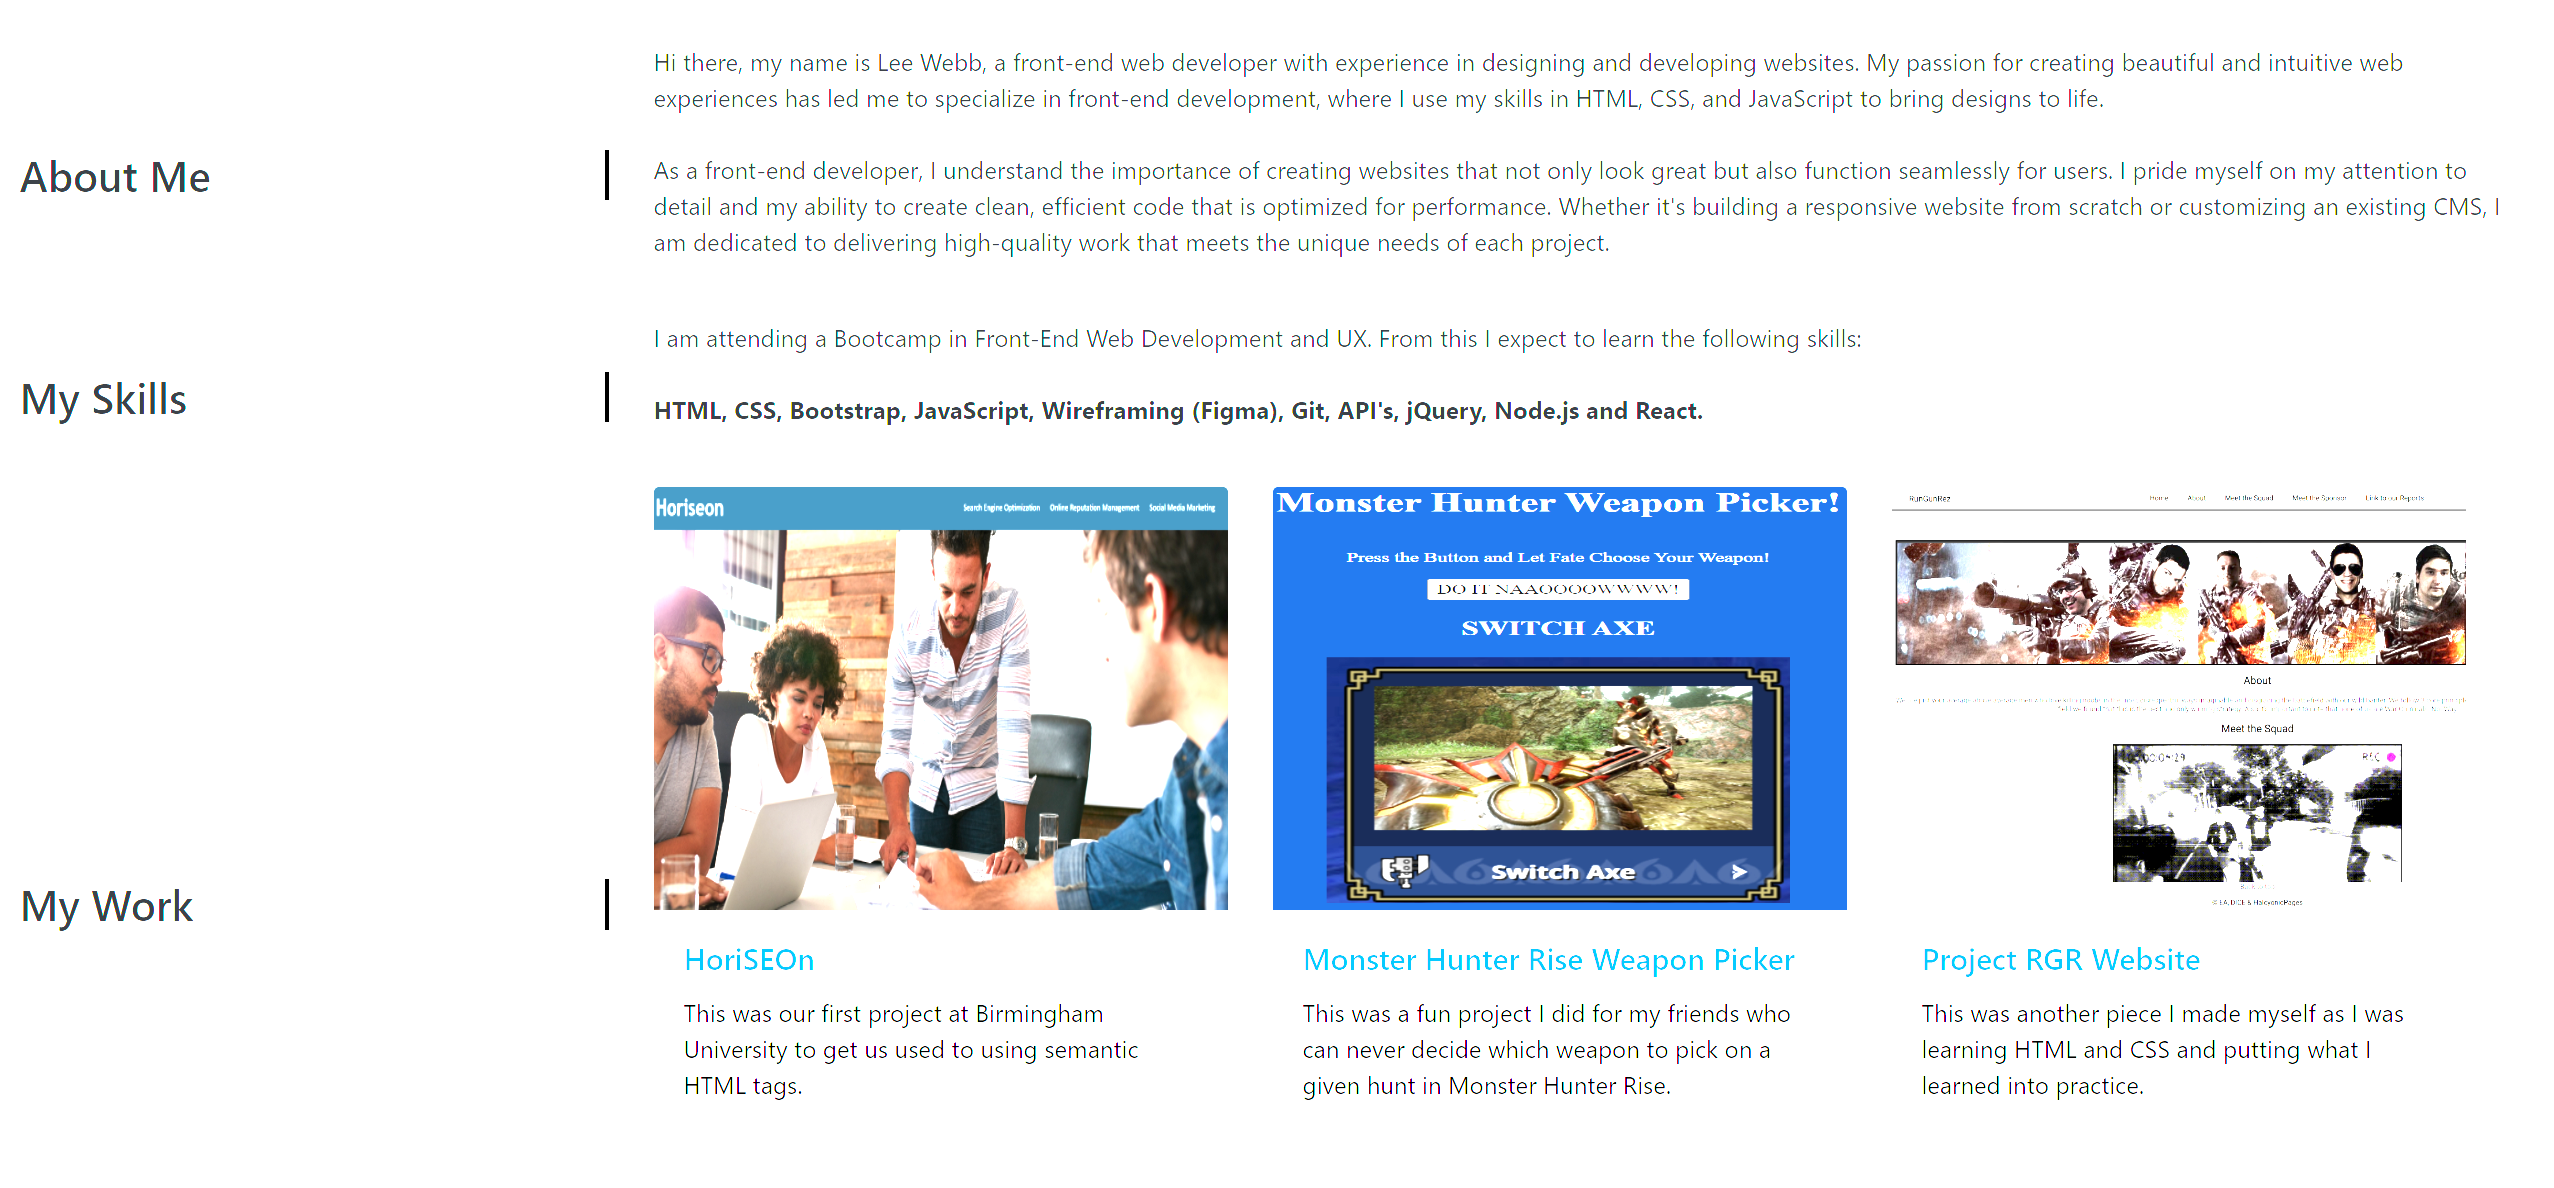 Hi there, my name is Lee Webb, a front-end web developer with experience in designing and developing websites. My passion for creating beautiful and intuitive web
experiences has led me to specialize in front-end development, where I use my skills in HTML, CSS, and JavaScript to bring designs to life.
About Me
As a front-end developer, I understand the importance of creating websites that not only look great but also function seamlessly for users. I pride myself on my attention to
detail and my ability to create clean, efficient code that is optimized for performance. Whether it's building a responsive website from scratch or customizing an existing CMS, I
am dedicated to delivering high-quality work that meets the unique needs of each project.
I am attending a Bootcamp in Front-End Web Development and UX. From this I expect to learn the following skills:
My Skills
HTML, CSS, Bootstrap, JavaScript, Wireframing (Figma), Git, API's, jQuery, Node.js and React.
My Work
Horiseon
Search Engine Optimization Online Reputation Management Social Media Marketing
Monster Hunter Weapon Picker!
Press the Button and Let Fate Choose Your Weapon!
DO IT NAAOOOOWWWW!
SWITCH AXE
Switch Axe
RunGunRez
Home About Meet the Squad Meet the Sponsor Link to our Reports
About
Meet the Squad
REC
© EA, DICE & HalcyonicPages
HoriSEOn
This was our first project at Birmingham
University to get us used to using semantic
HTML tags.
Monster Hunter Rise Weapon Picker
This was a fun project I did for my friends who
can never decide which weapon to pick on a
given hunt in Monster Hunter Rise.
Project RGR Website
This was another piece I made myself as I was
learning HTML and CSS and putting what I
learned into practice.